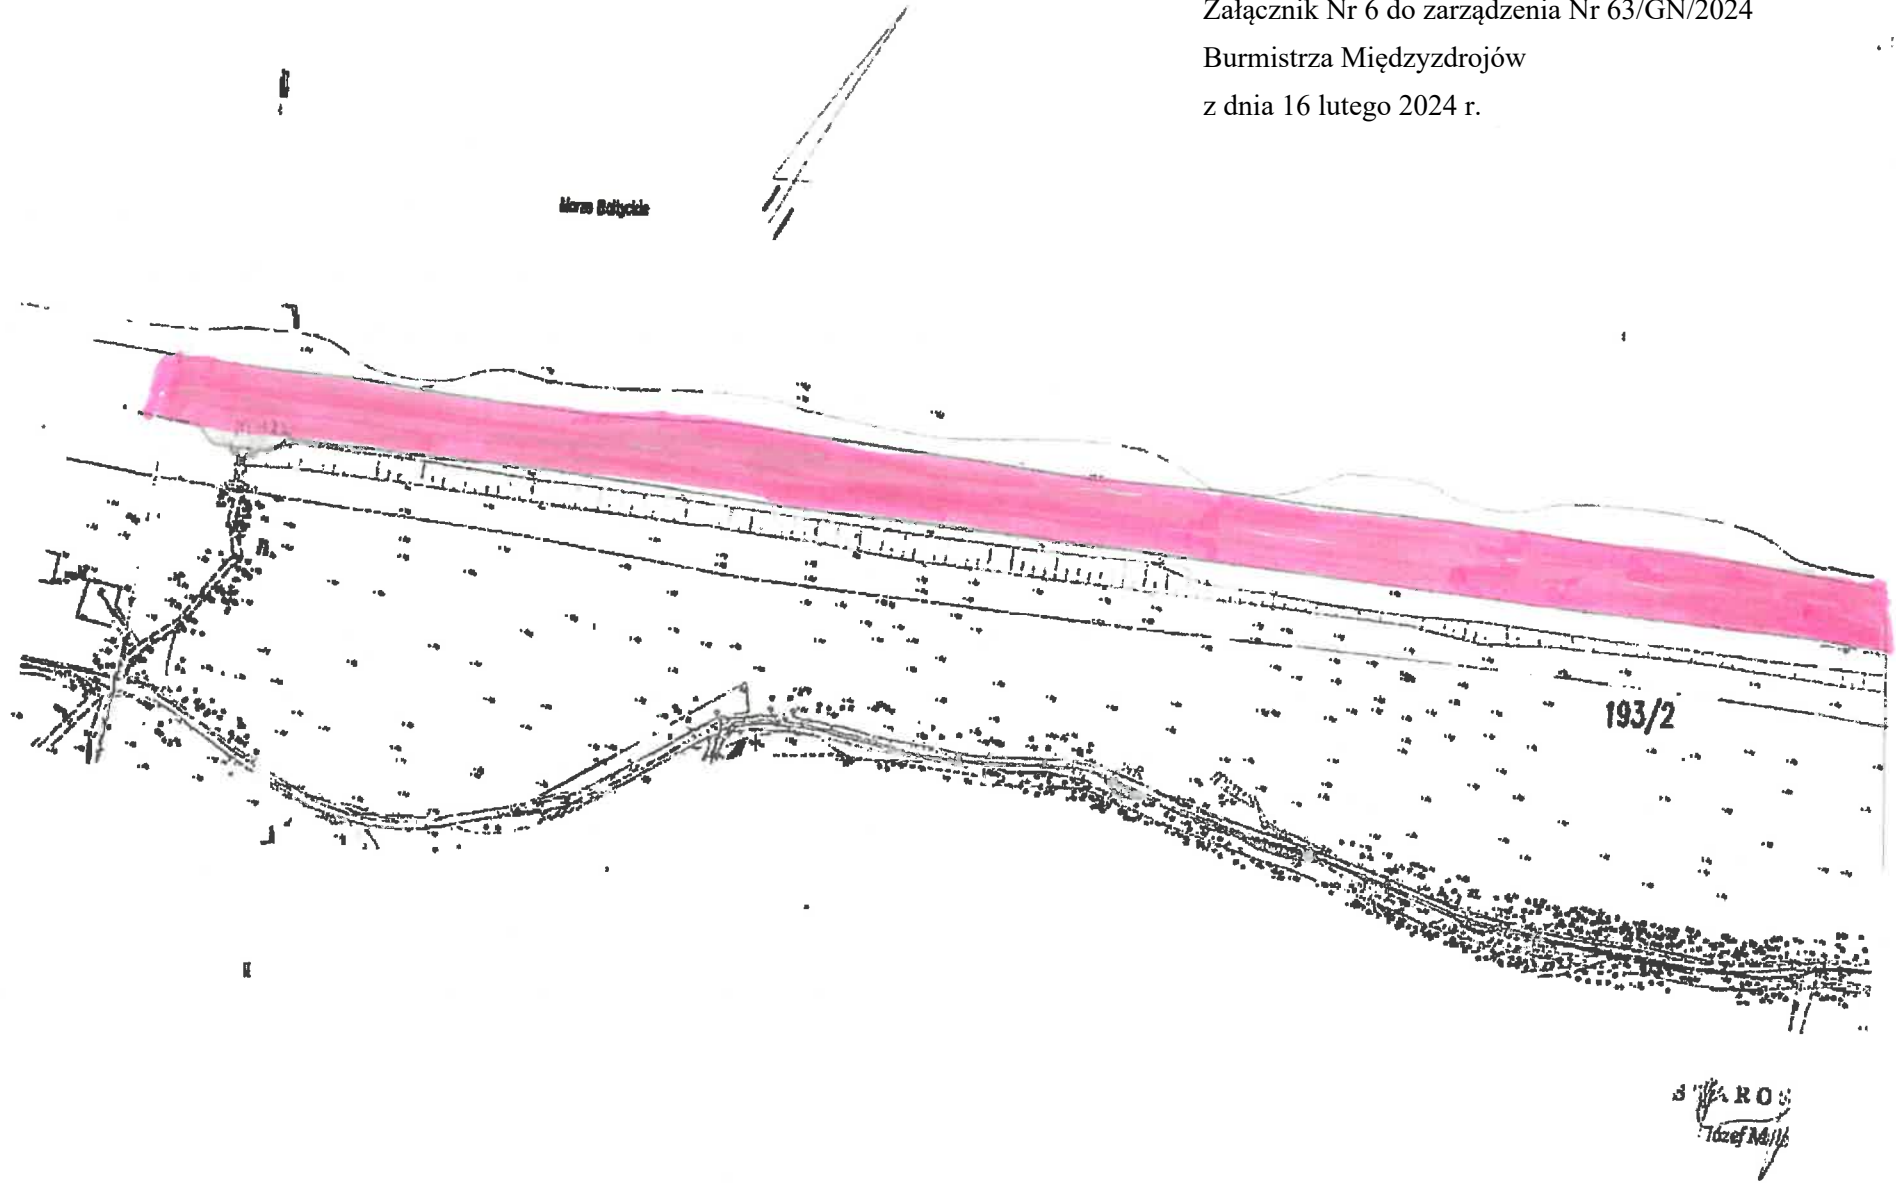 Załącznik Nr 6 do zarządzenia Nr 63/GN/2024
Burmistrza Międzyzdrojów
z dnia 16 lutego 2024 r.
Morze Bałtyckie
193/2
Józef